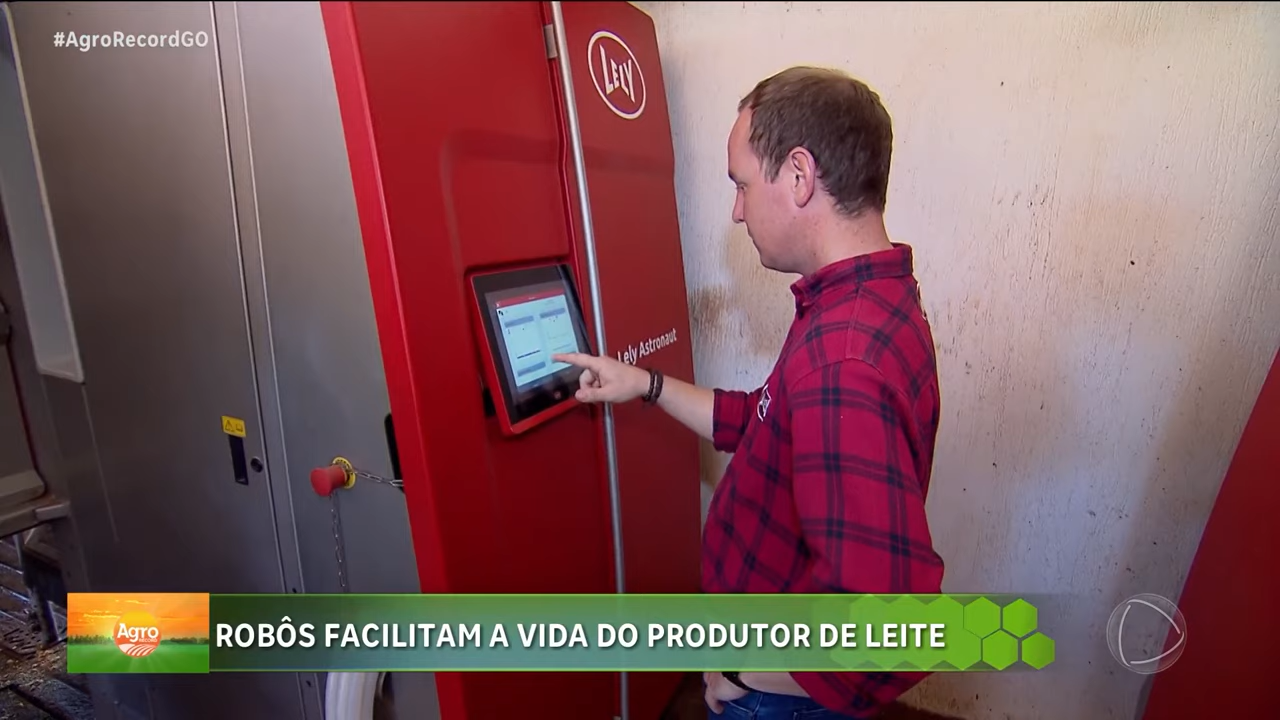 #AgroRecordGO
LELY
Lely Astronaut
Agro
ROBÔS FACILITAM A VIDA DO PRODUTOR DE LEITE